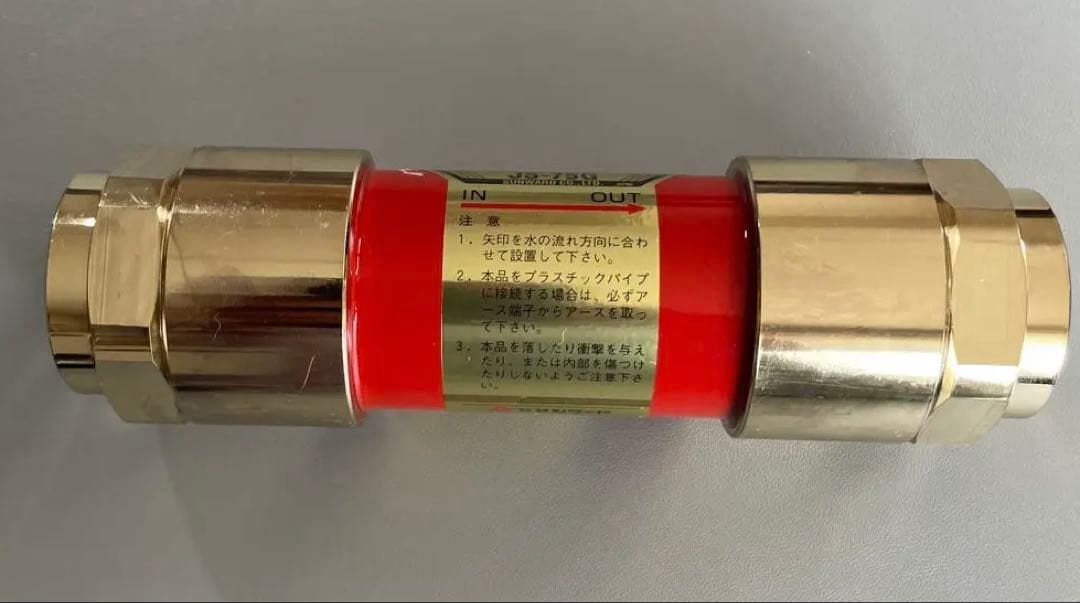 JS-75G
SUNWARD CO.,LTD
IN OUT
注 意
1. 矢印を水の流れ方向に合わ
せて設置して下さい。
2. 本品をプラスチックパイプ
に接続する場合は、必ずア
ース端子からアースを取っ
て下さい。
3. 本品を落したり衝撃を与え
たり、または内部を傷つけ
たりしないようご注意下さ
い。